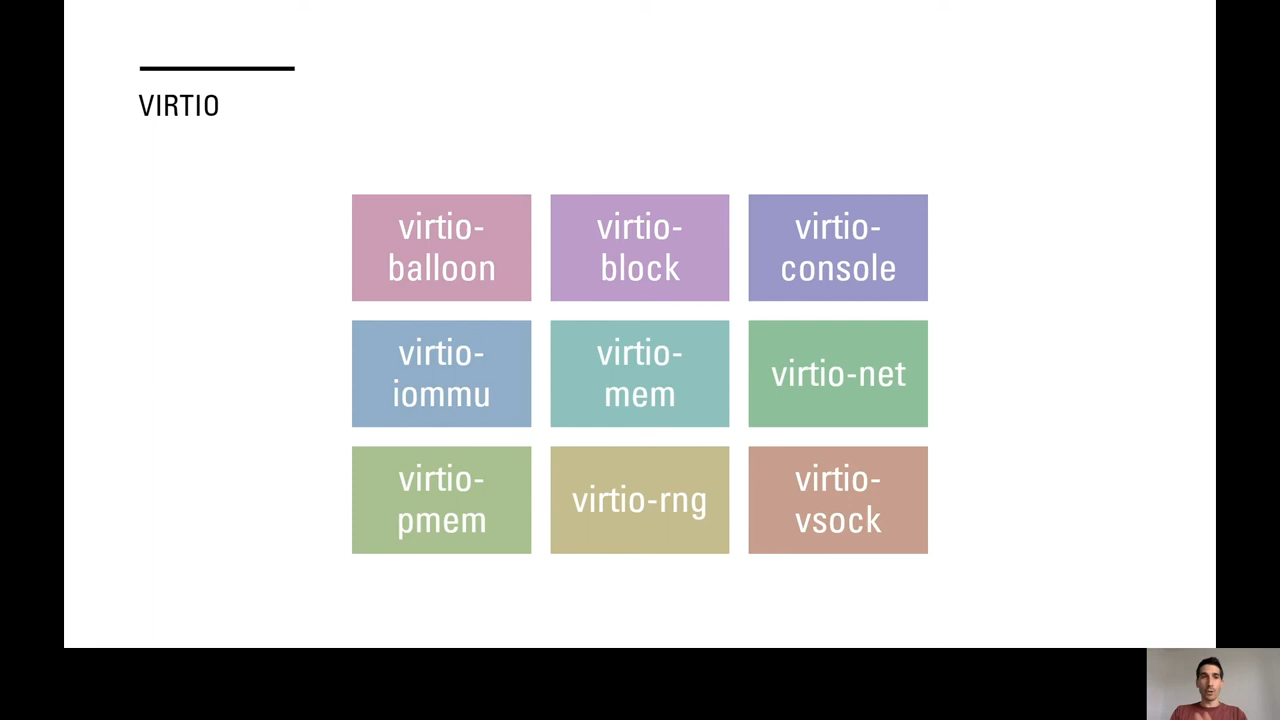 VIRTIO
virtio-
balloon
virtio-
block
virtio-
console
virtio-
iommu
virtio-
mem
virtio-net
virtio-
pmem
virtio-rng
virtio-
vsock